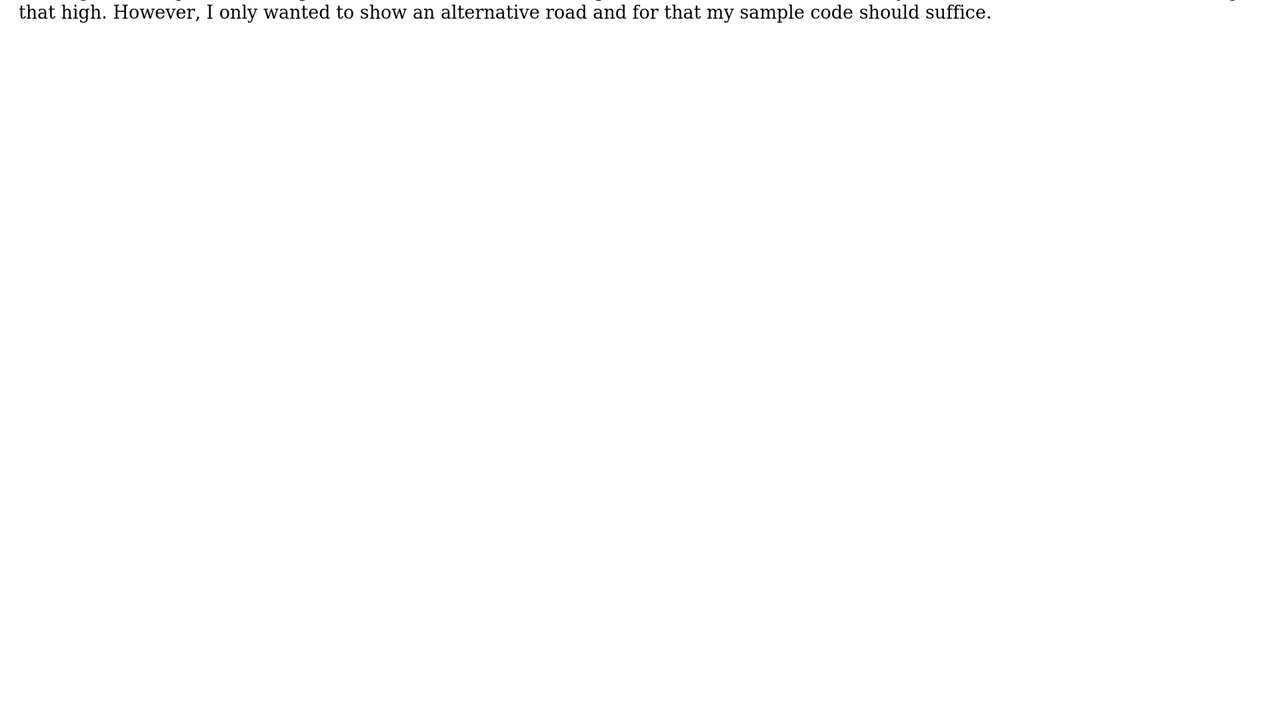 that high. However, I only wanted to show an alternative road and for that my sample code should suffice.